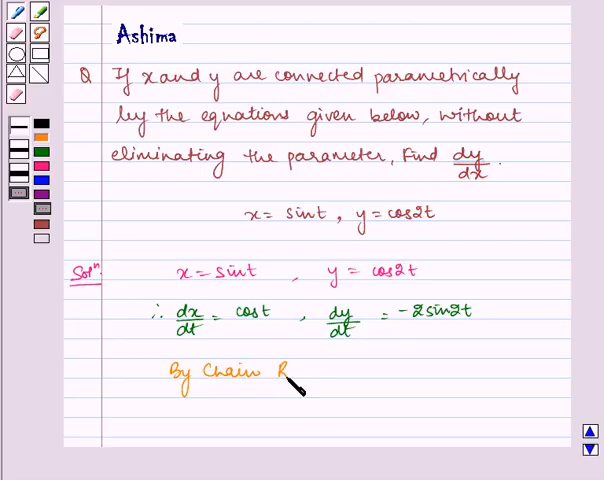 Ashima
Q If x and y are connected parametrically
by the equations given below, without
eliminating the parameter, Find dy/dx.
x = sint, y = cos2t
Solⁿ x = sint, y = cos2t
∴ dx/dt = cost, dy/dt = -2sin2t
By Chain R